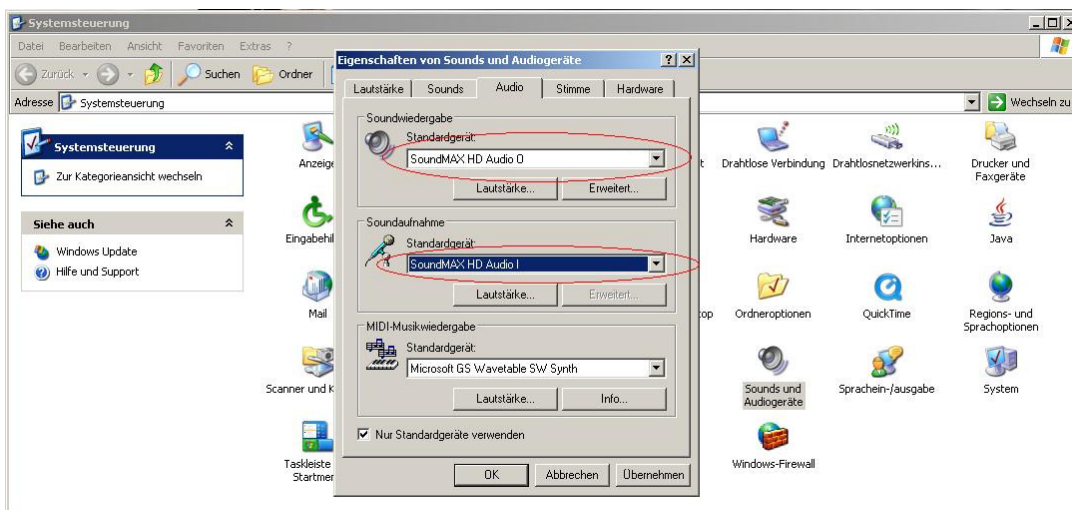 Systemsteuerung
Datei Bearbeiten Ansicht Favoriten Extras ?
Zurück Suchen Ordner
Adresse Systemsteuerung Wechseln zu
Systemsteuerung
Zur Kategorieansicht wechseln
Siehe auch
Windows Update
Hilfe und Support
Eigenschaften von Sounds und Audiogeräte
Lautstärke Sounds Audio Stimme Hardware
Soundwiedergabe
Standardgerät:
SoundMAX HD Audio O
Lautstärke... Erweitert...
Soundaufnahme
Standardgerät:
SoundMAX HD Audio I
Lautstärke... Erweitert...
MIDI-Musikwiedergabe
Standardgerät:
Microsoft GS Wavetable SW Synth
Lautstärke... Info...
Nur Standardgeräte verwenden
OK Abbrechen Übernehmen
Anzeige
Drahtlose Verbindung
Drahtlosnetzwerkins...
Drucker und
Faxgeräte
Eingabehil
Hardware
Internetoptionen
Java
Mail
Ordneroptionen
QuickTime
Regions- und
Sprachoptionen
Scanner und K
Sounds und
Audiogeräte
Sprachein-/ausgabe
System
Taskleiste
Startmen
Windows-Firewall